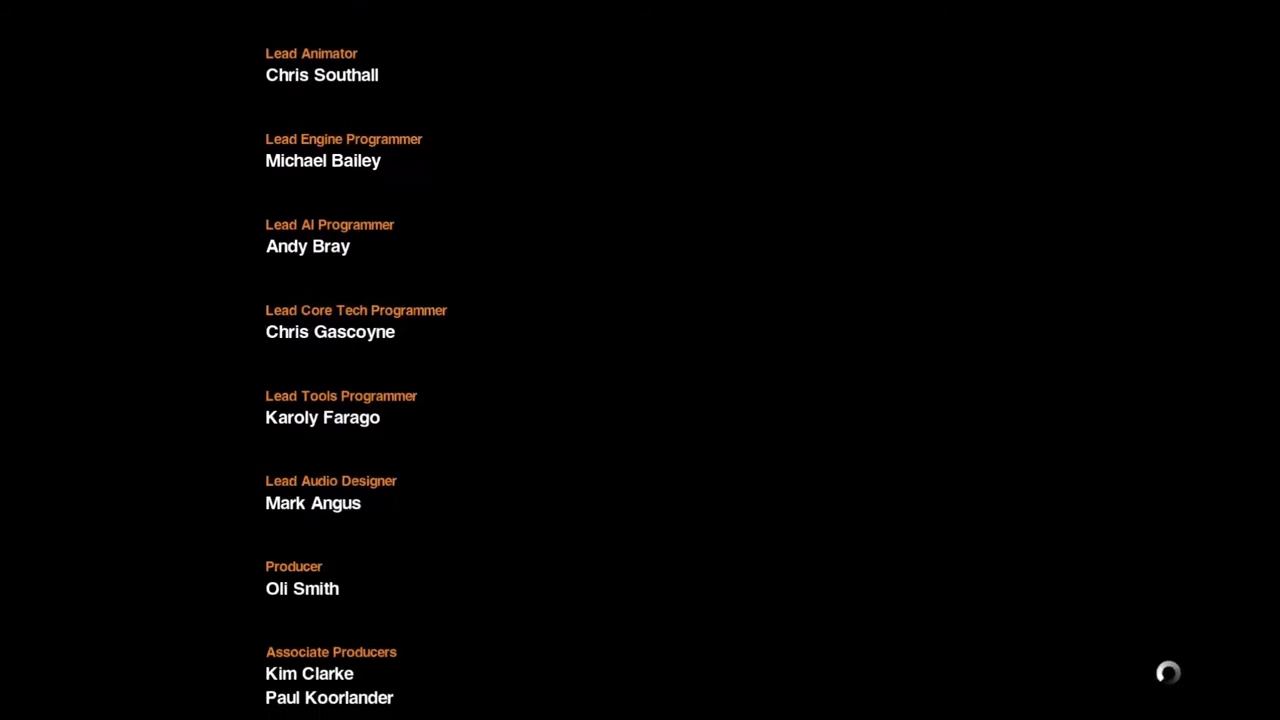 Lead Animator
Chris Southall
Lead Engine Programmer
Michael Bailey
Lead AI Programmer
Andy Bray
Lead Core Tech Programmer
Chris Gascoyne
Lead Tools Programmer
Karoly Farago
Lead Audio Designer
Mark Angus
Producer
Oli Smith
Associate Producers
Kim Clarke
Paul Koorlander